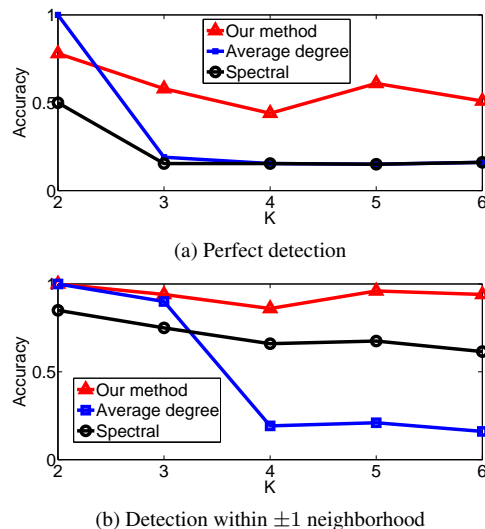 1
0.5
0
Accuracy
2 3 4 5 6
K
Our method
Average degree
Spectral
(a) Perfect detection
1
0.5
0
Accuracy
2 3 4 5 6
K
Our method
Average degree
Spectral
(b) Detection within ±1 neighborhood